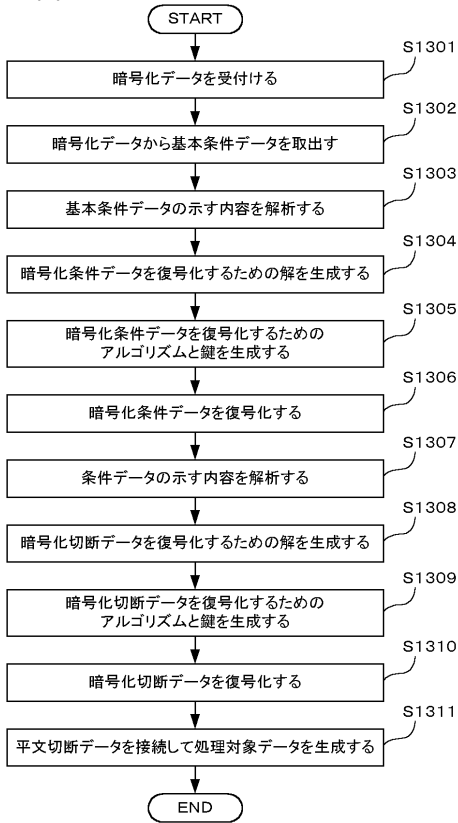 START
S1301
暗号化データを受付ける
S1302
暗号化データから基本条件データを取出す
S1303
基本条件データの示す内容を解析する
S1304
暗号化条件データを復号化するための解を生成する
S1305
暗号化条件データを復号化するための
アルゴリズムと鍵を生成する
S1306
暗号化条件データを復号化する
S1307
条件データの示す内容を解析する
S1308
暗号化切断データを復号化するための解を生成する
S1309
暗号化切断データを復号化するための
アルゴリズムと鍵を生成する
S1310
暗号化切断データを復号化する
S1311
平文切断データを接続して処理対象データを生成する
END